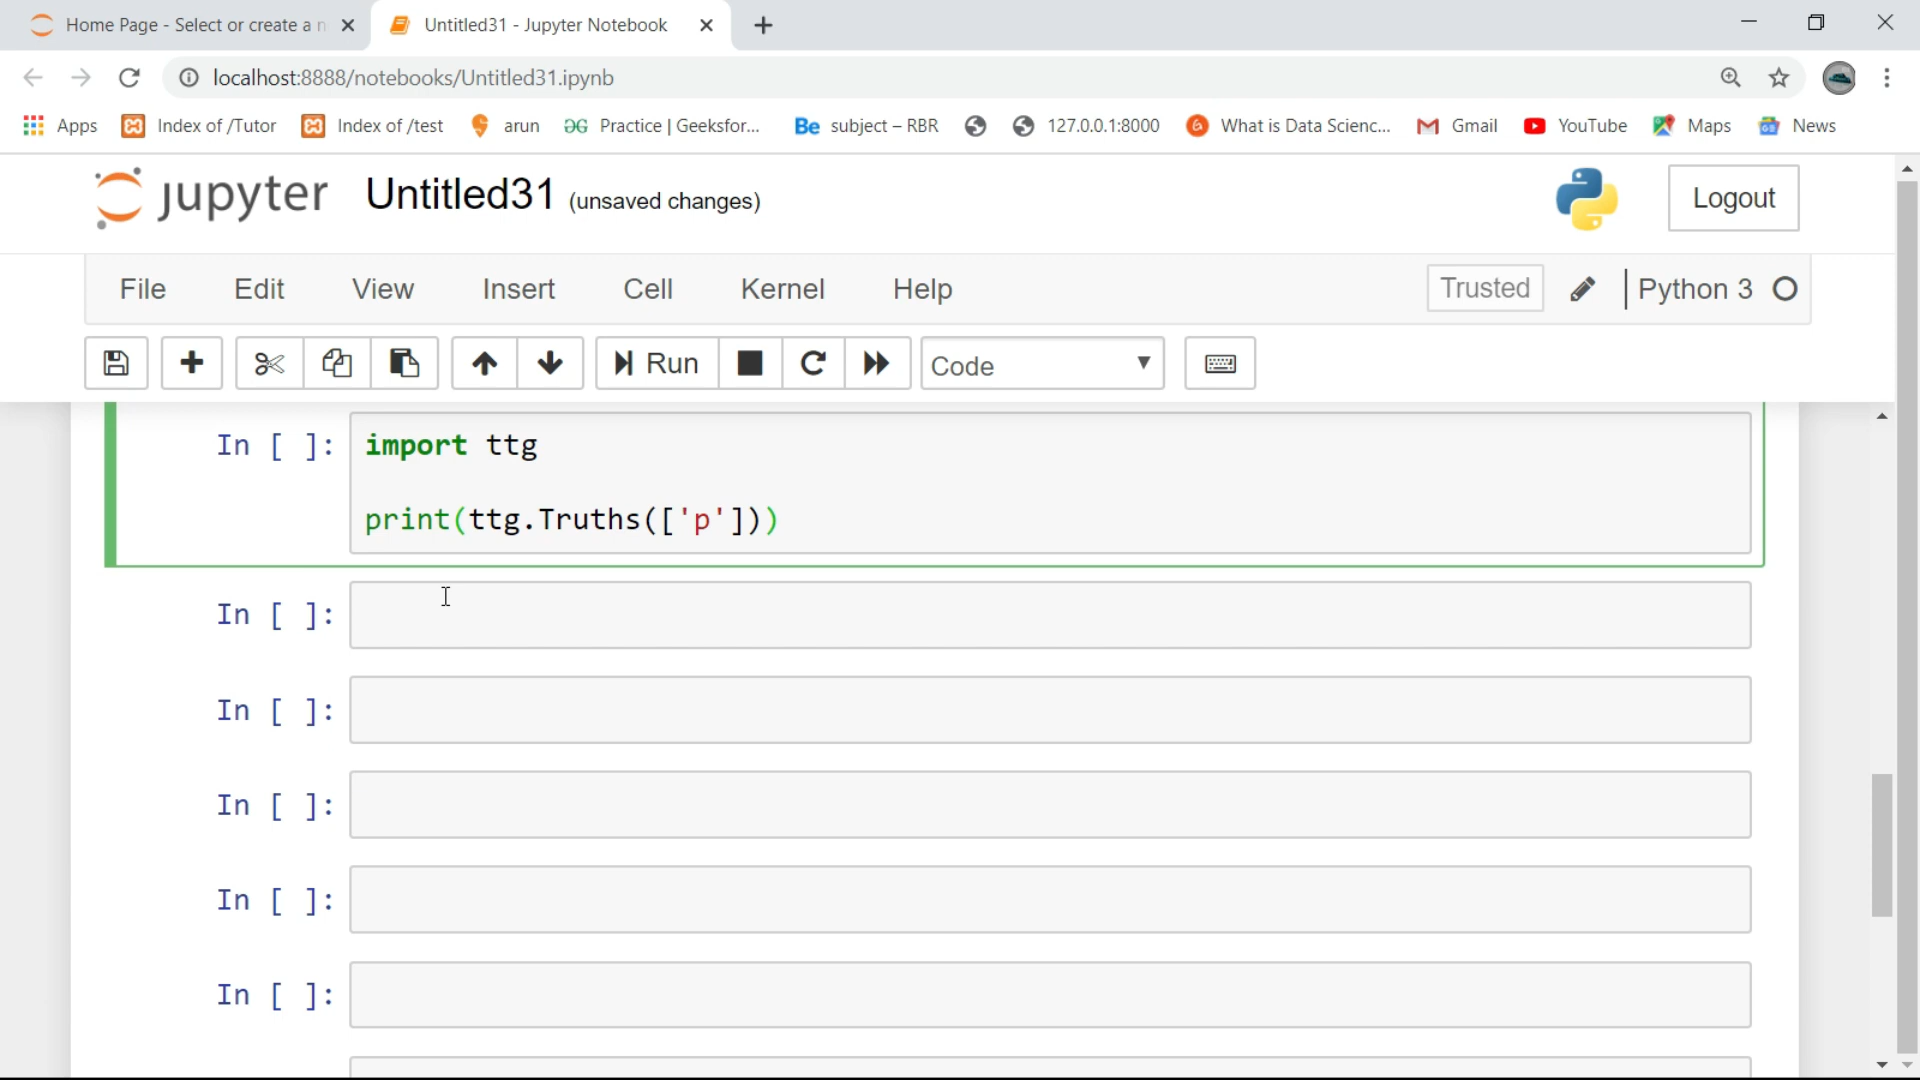 Home Page - Select or create a n
Untitled31 - Jupyter Notebook
localhost:8888/notebooks/Untitled31.ipynb
Apps Index of /Tutor Index of /test arun Practice | Geeksfor... Be subject – RBR 127.0.0.1:8000 What is Data Scienc... Gmail YouTube Maps News
jupyter Untitled31 (unsaved changes) Logout
File Edit View Insert Cell Kernel Help Trusted Python 3
Run Code
In [ ]: import ttg
print(ttg.Truths(['p']))
In [ ]:
In [ ]:
In [ ]:
In [ ]:
In [ ]: